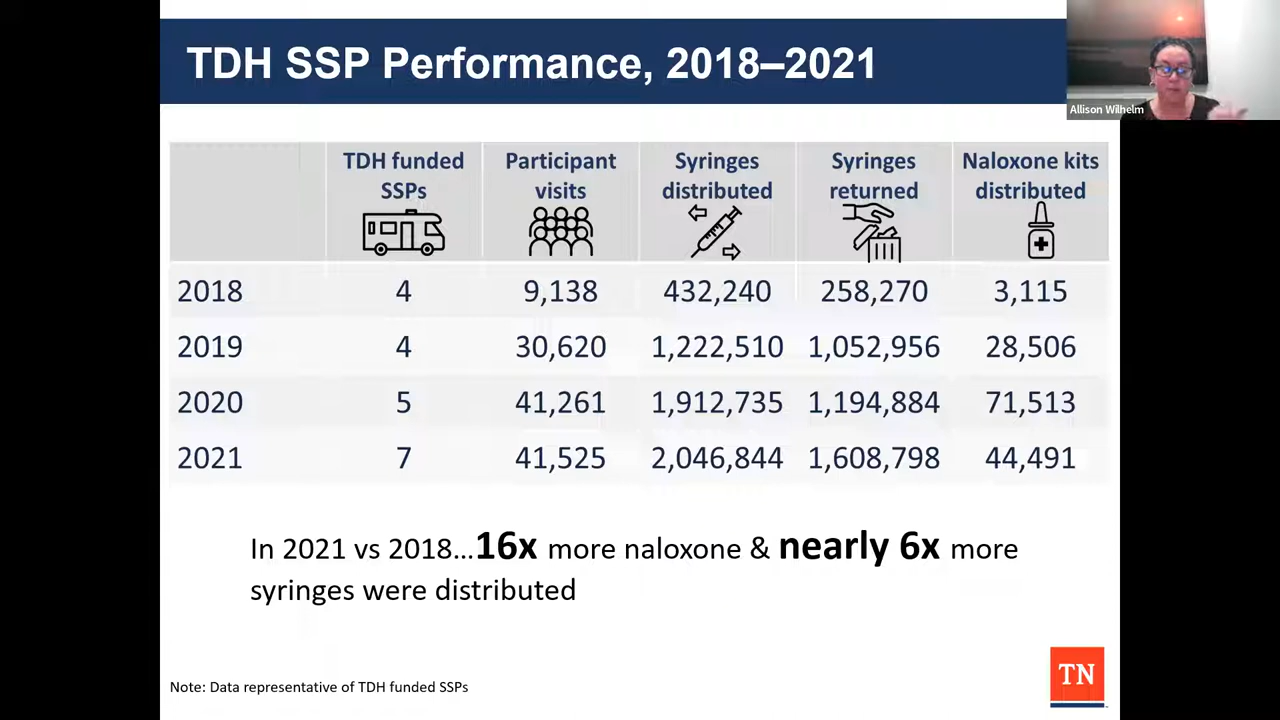 TDH SSP Performance, 2018–2021
Allison Wilhelm
TDH funded SSPs
Participant visits
Syringes distributed
Syringes returned
Naloxone kits distributed
2018 4 9,138 432,240 258,270 3,115
2019 4 30,620 1,222,510 1,052,956 28,506
2020 5 41,261 1,912,735 1,194,884 71,513
2021 7 41,525 2,046,844 1,608,798 44,491
In 2021 vs 2018…16x more naloxone & nearly 6x more
syringes were distributed
TN
Note: Data representative of TDH funded SSPs